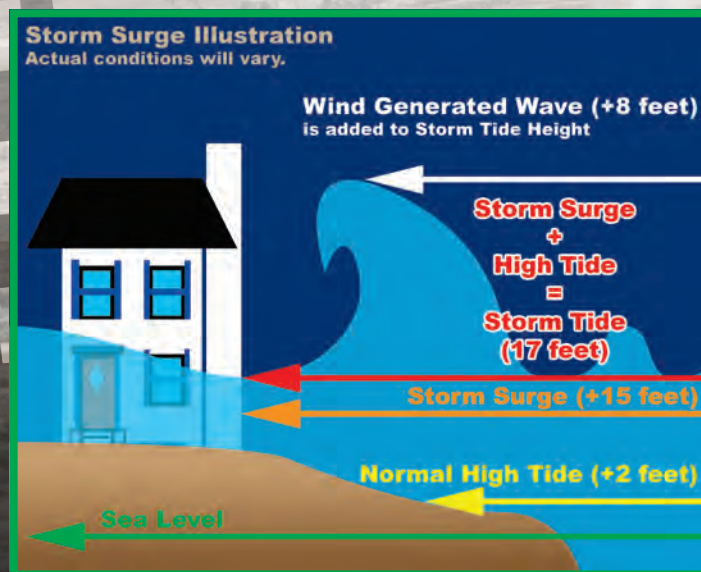 Storm Surge Illustration
Actual conditions will vary.
Wind Generated Wave (+8 feet)
is added to Storm Tide Height
Storm Surge
+
High Tide
=
Storm Tide
(17 feet)
Storm Surge (+15 feet)
Normal High Tide (+2 feet)
Sea Level